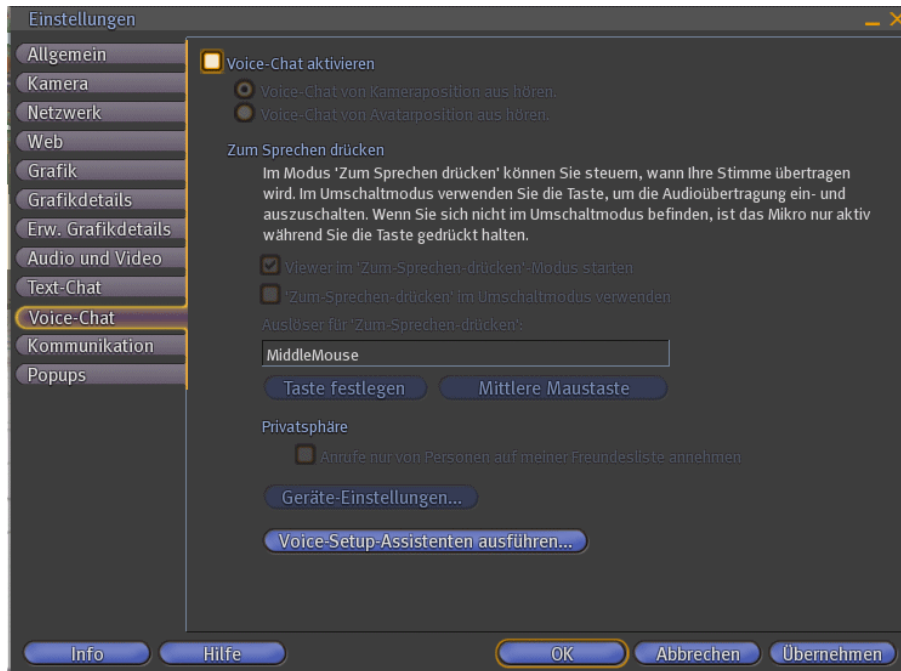 Einstellungen
Allgemein
Kamera
Netzwerk
Web
Grafik
Grafikdetails
Erw. Grafikdetails
Audio und Video
Text-Chat
Voice-Chat
Kommunikation
Popups
Voice-Chat aktivieren
Voice-Chat von Kameraposition aus hören.
Voice-Chat von Avatarposition aus hören.
Zum Sprechen drücken
Im Modus 'Zum Sprechen drücken' können Sie steuern, wann Ihre Stimme übertragen
wird. Im Umschaltmodus verwenden Sie die Taste, um die Audioübertragung ein- und
auszuschalten. Wenn Sie sich nicht im Umschaltmodus befinden, ist das Mikro nur aktiv
während Sie die Taste gedrückt halten.
Viewer im 'Zum-Sprechen-drücken'-Modus starten
'Zum-Sprechen-drücken' im Umschaltmodus verwenden
Auslöser für 'Zum-Sprechen-drücken':
MiddleMouse
Taste festlegen Mittlere Maustaste
Privatsphäre
Anrufe nur von Personen auf meiner Freundesliste annehmen
Geräte-Einstellungen...
Voice-Setup-Assistenten ausführen...
Info Hilfe OK Abbrechen Übernehmen